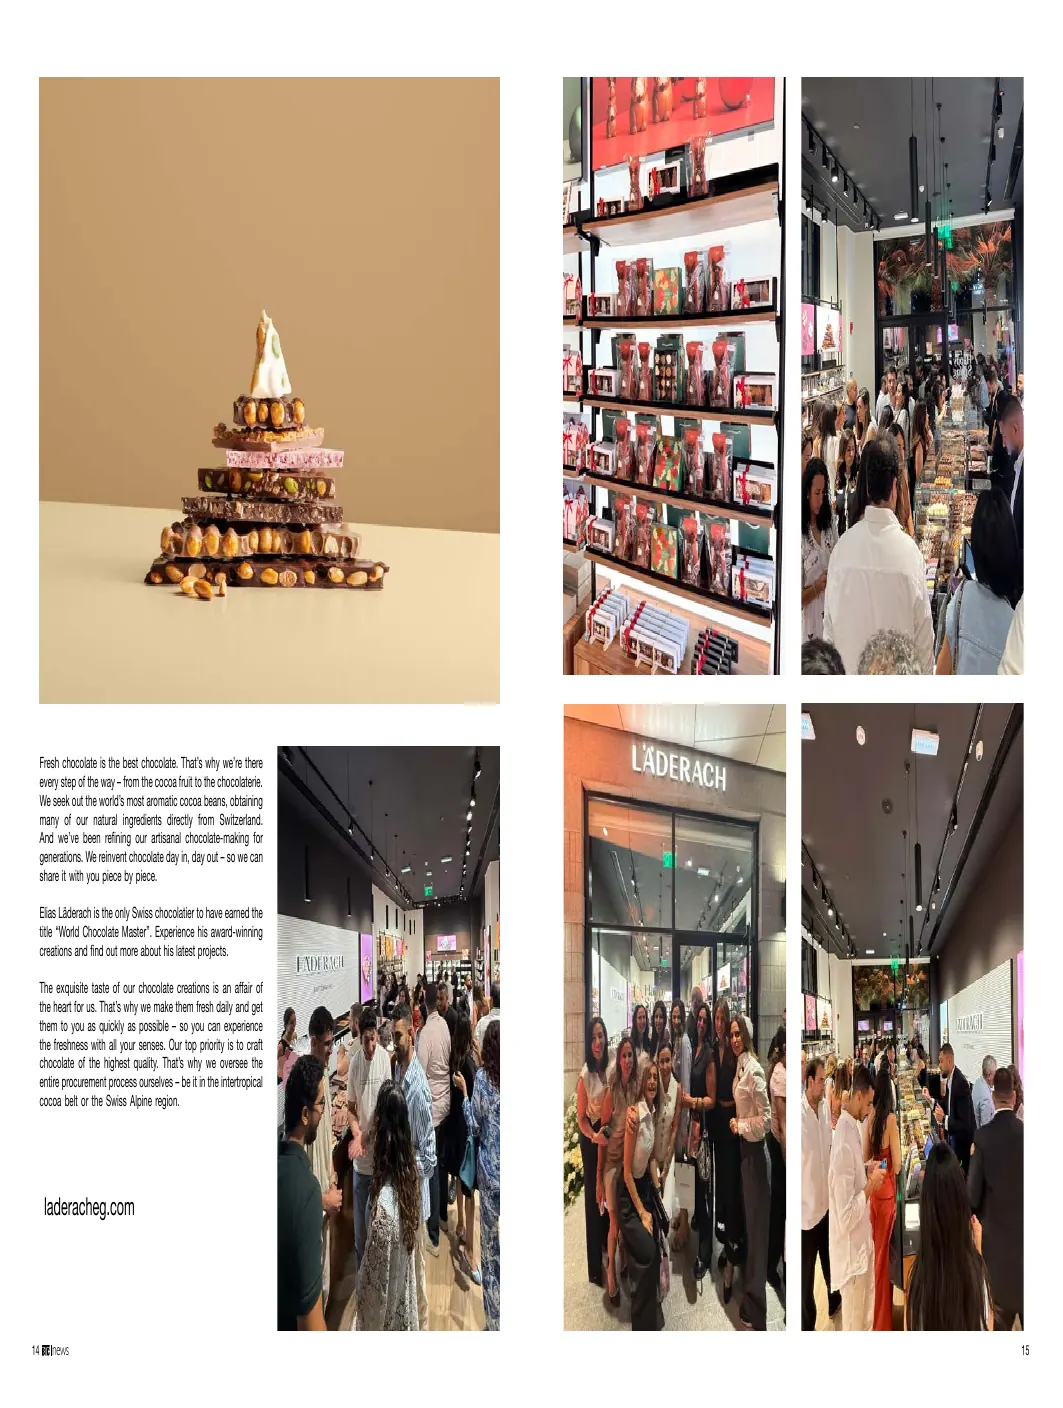 Fresh chocolate is the best chocolate. That's why we're there
every step of the way – from the cocoa fruit to the chocolaterie.
We seek out the world's most aromatic cocoa beans, obtaining
many of our natural ingredients directly from Switzerland.
And we've been refining our artisanal chocolate-making for
generations. We reinvent chocolate day in, day out – so we can
share it with you piece by piece.
Elias Läderach is the only Swiss chocolatier to have earned the
title “World Chocolate Master”. Experience his award-winning
creations and find out more about his latest projects.
The exquisite taste of our chocolate creations is an affair of
the heart for us. That's why we make them fresh daily and get
them to you as quickly as possible – so you can experience
the freshness with all your senses. Our top priority is to craft
chocolate of the highest quality. That's why we oversee the
entire procurement process ourselves – be it in the intertropical
cocoa belt or the Swiss Alpine region.
laderacheg.com
LÄDERACH
LÄDERACH
LÄDERACH
14
news
15